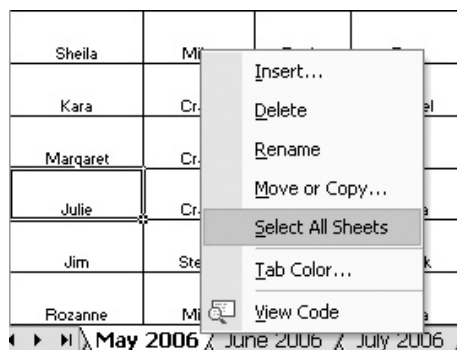 Sheila
Insert...
Kara
Delete
Rename
Margaret
Move or Copy...
Julie
Select All Sheets
Jim
Tab Color...
Rozanne
View Code
May 2006 June 2006 July 2006